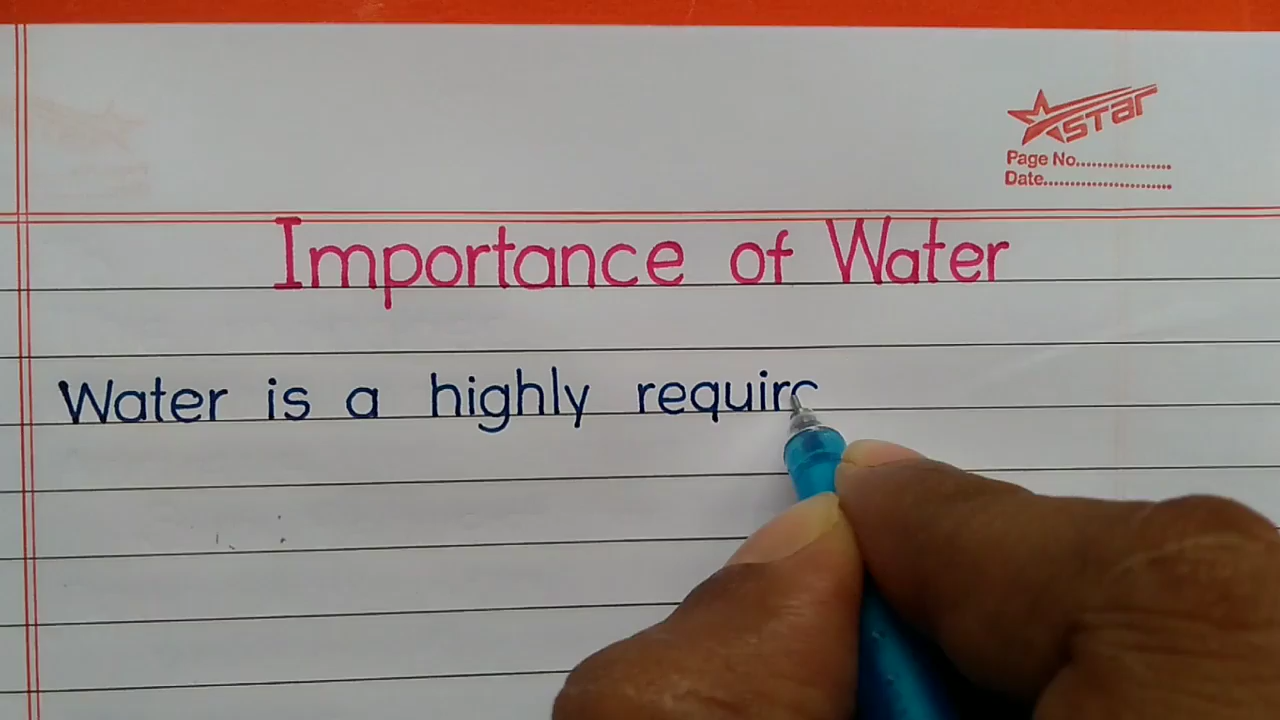 Star
Page No.................
Date........................
Importance of Water
Water is a highly requir